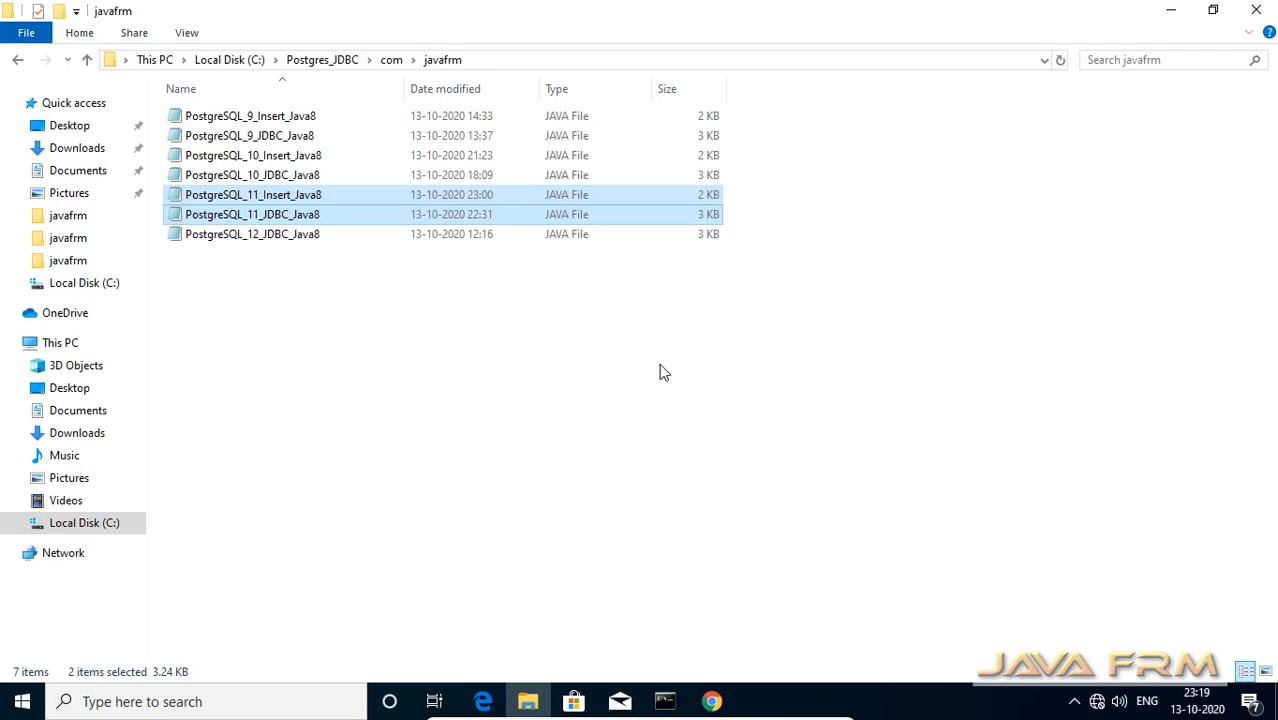 javafrm
File Home Share View
This PC Local Disk (C:) Postgres_JDBC com javafrm Search javafrm
Name Date modified Type Size
PostgreSQL_9_Insert_Java8 13-10-2020 14:33 JAVA File 2 KB
PostgreSQL_9_JDBC_Java8 13-10-2020 13:37 JAVA File 3 KB
PostgreSQL_10_Insert_Java8 13-10-2020 21:23 JAVA File 2 KB
PostgreSQL_10_JDBC_Java8 13-10-2020 18:09 JAVA File 3 KB
PostgreSQL_11_Insert_Java8 13-10-2020 23:00 JAVA File 2 KB
PostgreSQL_11_JDBC_Java8 13-10-2020 22:31 JAVA File 3 KB
PostgreSQL_12_JDBC_Java8 13-10-2020 12:16 JAVA File 3 KB
Quick access
Desktop
Downloads
Documents
Pictures
javafrm
javafrm
javafrm
Local Disk (C:)
OneDrive
This PC
3D Objects
Desktop
Documents
Downloads
Music
Pictures
Videos
Local Disk (C:)
Network
7 items 2 items selected 3.24 KB
JAVA FRM
Type here to search
ENG
23:19
13-10-2020
7